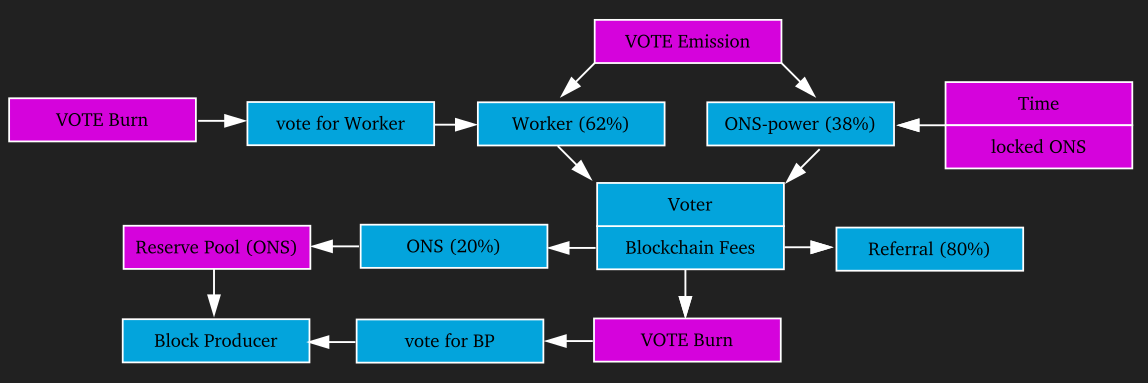 VOTE Emission
VOTE Burn
vote for Worker
Worker (62%)
ONS-power (38%)
Time
locked ONS
Voter
Blockchain Fees
Reserve Pool (ONS)
ONS (20%)
Referral (80%)
Block Producer
vote for BP
VOTE Burn